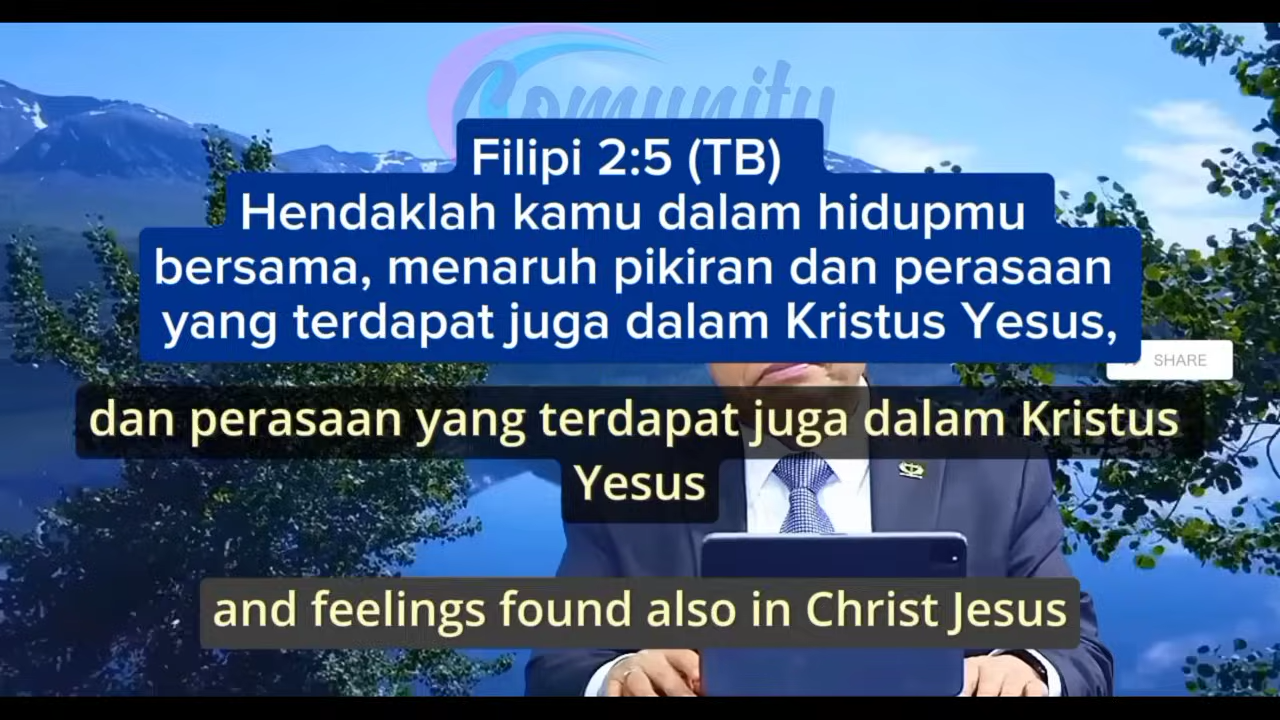 Comunity
Filipi 2:5 (TB)
Hendaklah kamu dalam hidupmu
bersama, menaruh pikiran dan perasaan
yang terdapat juga dalam Kristus Yesus,
SHARE
dan perasaan yang terdapat juga dalam Kristus
Yesus
and feelings found also in Christ Jesus